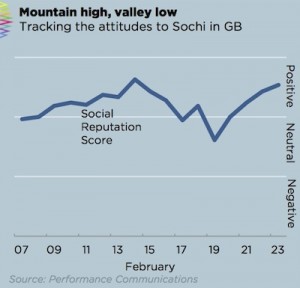 Mountain high, valley low
Tracking the attitudes to Sochi in GB
Positive
Neutral
Negative
Social
Reputation
Score
07 09 11 13 15 17 19 21 23
February
Source: Performance Communications